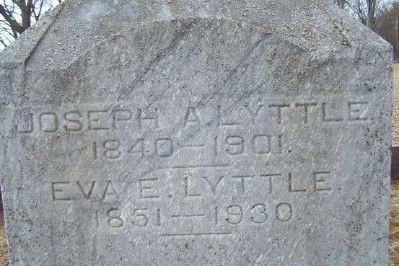 JOSEPH A. LYTTLE
1840—1901.
EVA E. LYTTLE.
1851—1930.